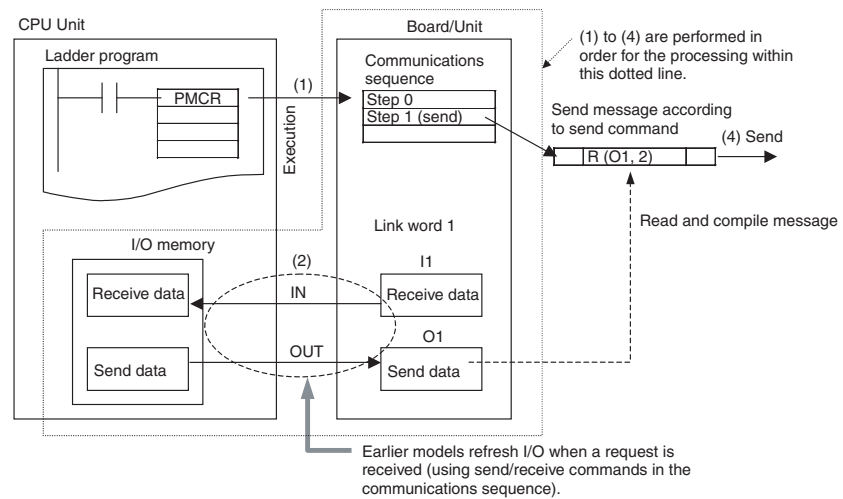 CPU Unit
Board/Unit
(1) to (4) are performed in
order for the processing within
this dotted line.
Ladder program
PMCR
(1)
Execution
Communications
sequence
Step 0
Step 1 (send)
Send message according
to send command
R (O1, 2)
(4) Send
Read and compile message
Link word 1
I/O memory
(2)
I1
Receive data
IN
Receive data
O1
OUT
Send data
Send data
Earlier models refresh I/O when a request is
received (using send/receive commands in the
communications sequence).